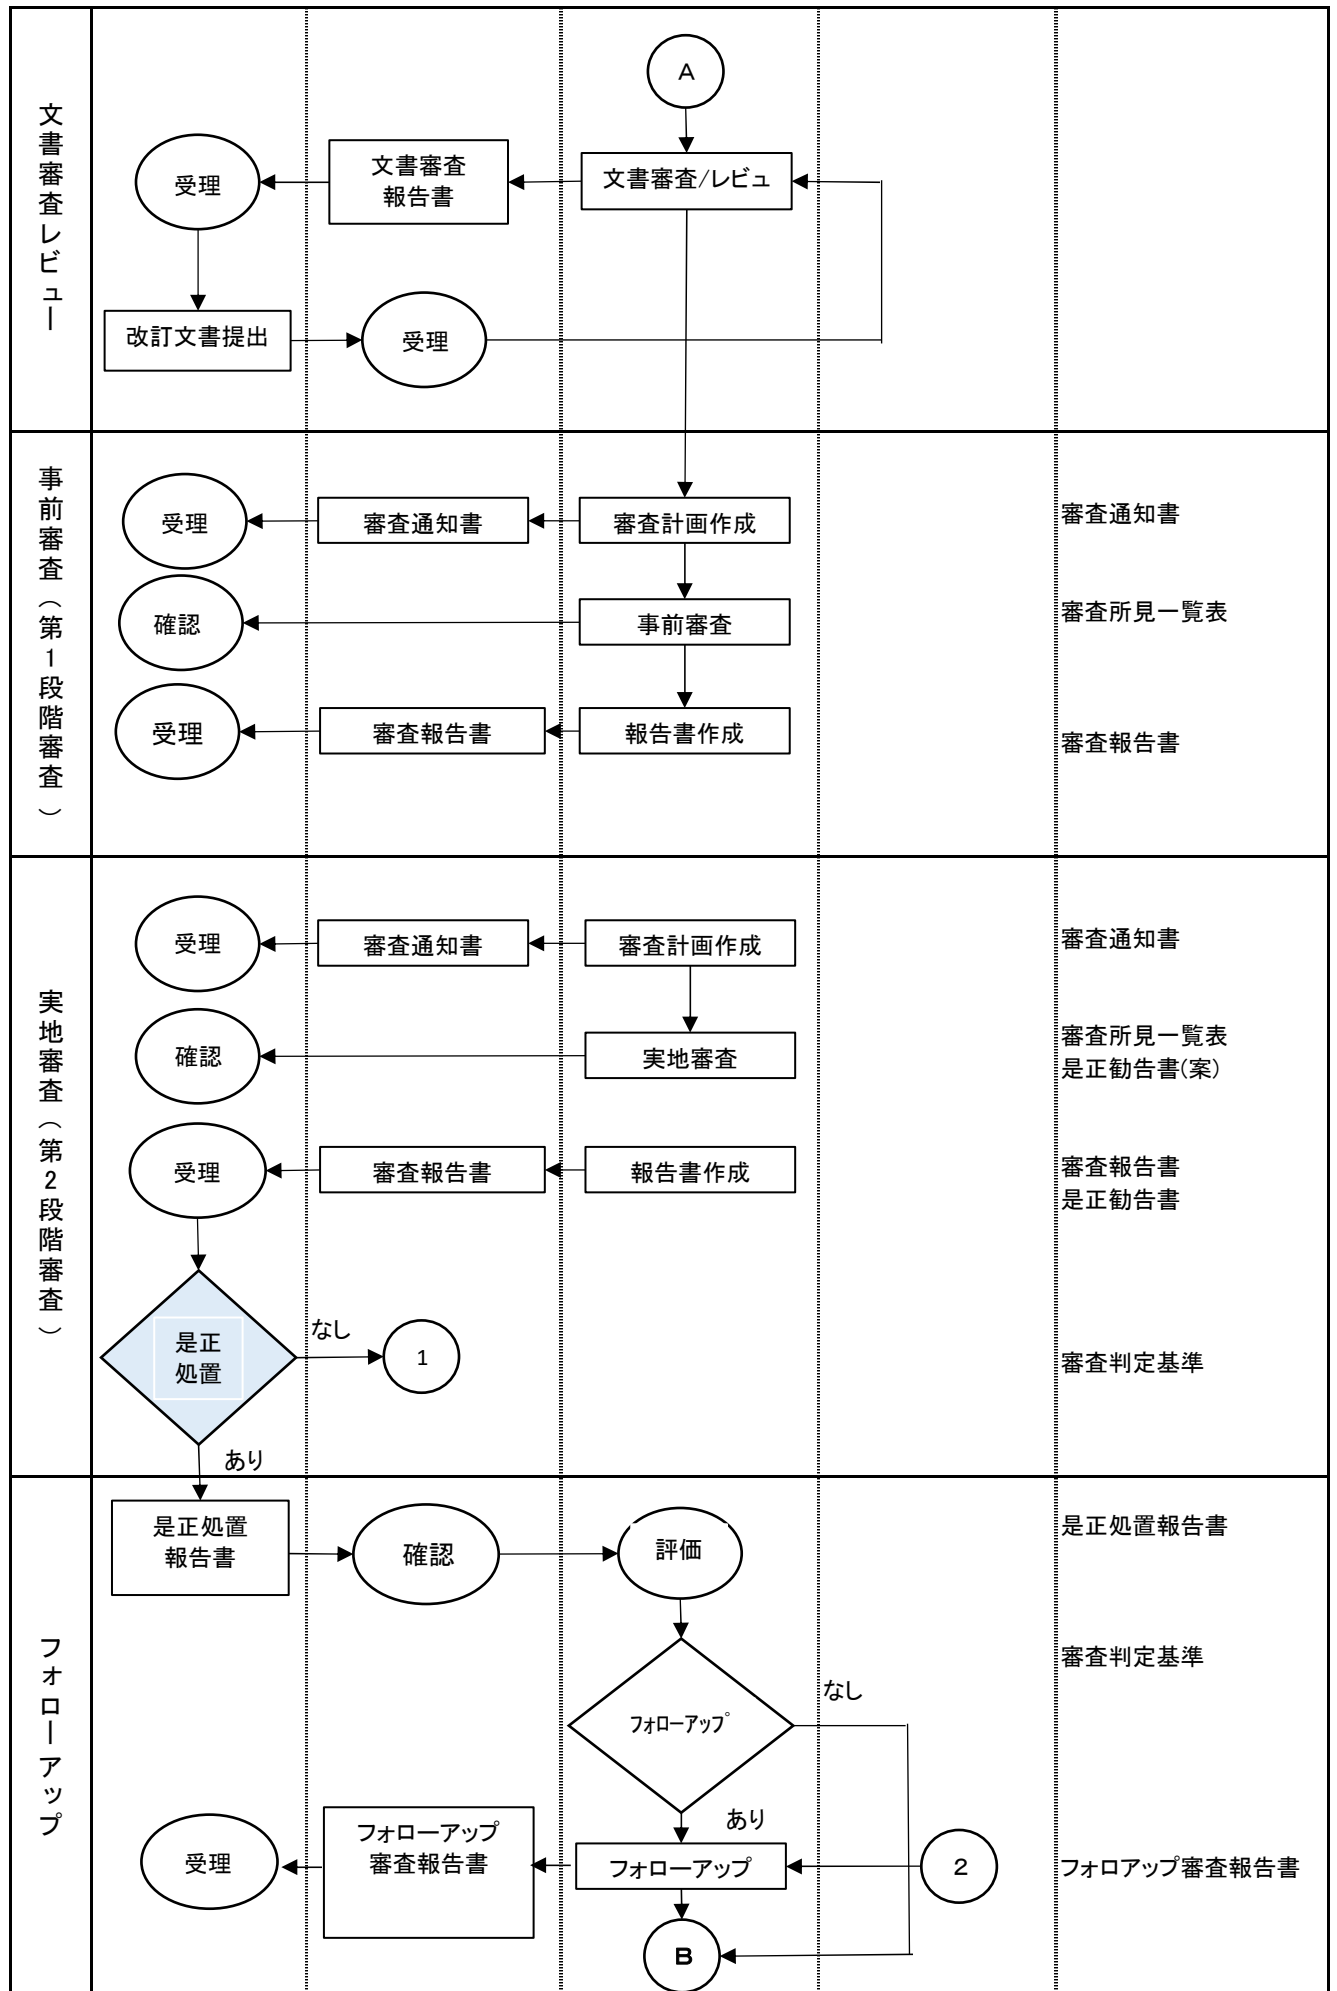 文書審査レビュー
A
受理
文書審査
報告書
文書審査/レビュ
改訂文書提出
受理
事前審査(第1段階審査)
受理
審査通知書
審査計画作成
審査通知書
確認
事前審査
審査所見一覧表
受理
審査報告書
報告書作成
審査報告書
実地審査(第2段階審査)
受理
審査通知書
審査計画作成
審査通知書
確認
実地審査
審査所見一覧表
是正勧告書(案)
受理
審査報告書
報告書作成
審査報告書
是正勧告書
是正
処置
なし
1
審査判定基準
あり
フォローアップ
是正処置
報告書
確認
評価
是正処置報告書
審査判定基準
なし
フォローアップ
あり
受理
フォローアップ
審査報告書
フォローアップ
2
フォロアップ審査報告書
B